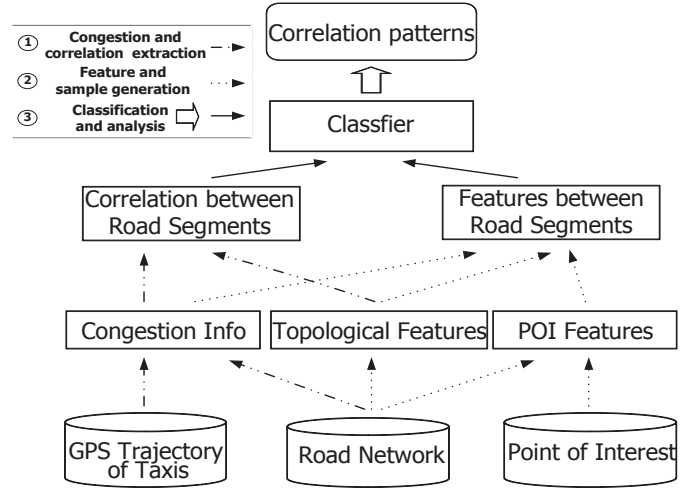 Correlation patterns
1 Congestion and
correlation extraction
2 Feature and
sample generation
3 Classification
and analysis
Classfier
Correlation between
Road Segments
Features between
Road Segments
Congestion Info
Topological Features
POI Features
GPS Trajectory
of Taxis
Road Network
Point of Interest